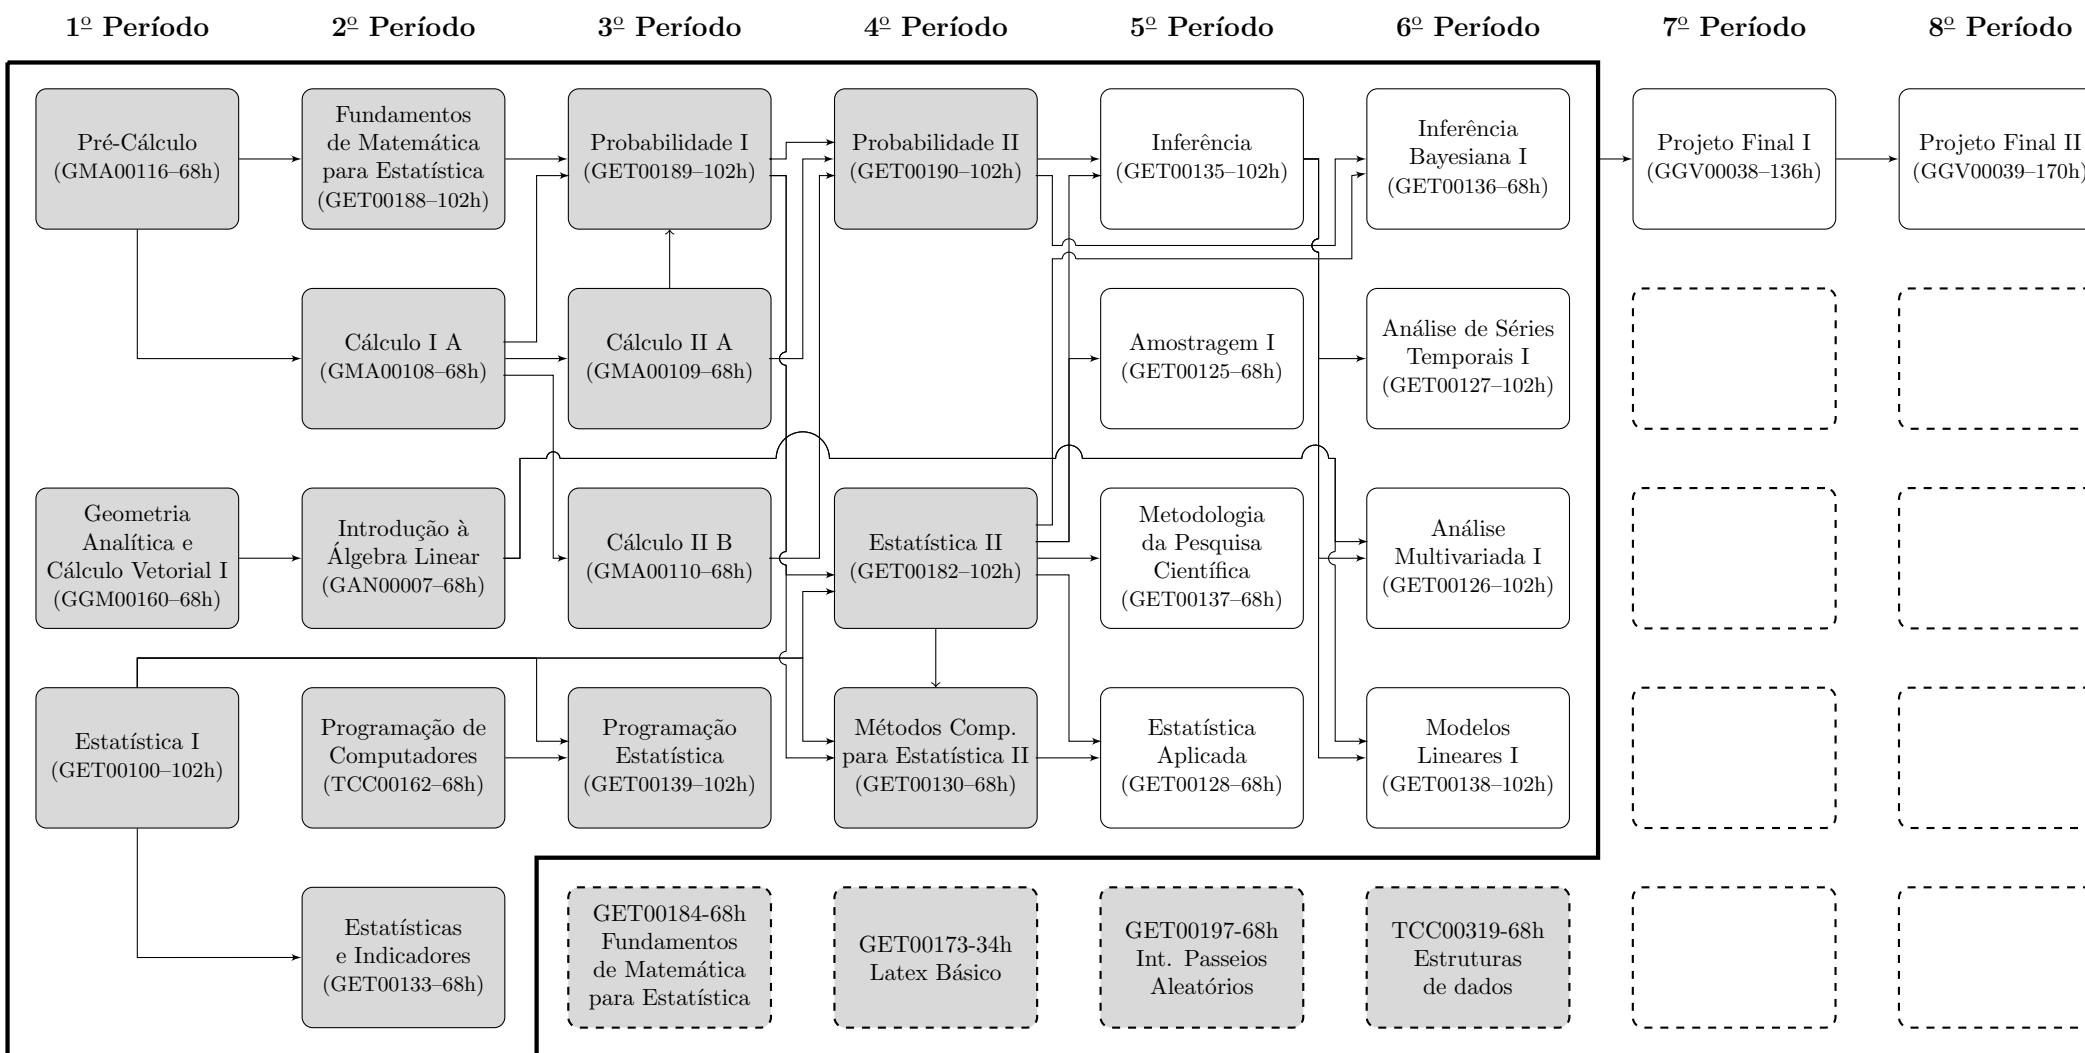 1º Período
2º Período
3º Período
4º Período
5º Período
6º Período
7º Período
8º Período
Pré-Cálculo
(GMA00116–68h)
Fundamentos
de Matemática
para Estatística
(GET00188–102h)
Probabilidade I
(GET00189–102h)
Probabilidade II
(GET00190–102h)
Inferência
(GET00135–102h)
Inferência
Bayesiana I
(GET00136–68h)
Projeto Final I
(GGV00038–136h)
Projeto Final II
(GGV00039–170h)
Cálculo I A
(GMA00108–68h)
Cálculo II A
(GMA00109–68h)
Amostragem I
(GET00125–68h)
Análise de Séries
Temporais I
(GET00127–102h)
Geometria
Analítica e
Cálculo Vetorial I
(GGM00160–68h)
Introdução à
Álgebra Linear
(GAN00007–68h)
Cálculo II B
(GMA00110–68h)
Estatística II
(GET00182–102h)
Metodologia
da Pesquisa
Científica
(GET00137–68h)
Análise
Multivariada I
(GET00126–102h)
Estatística I
(GET00100–102h)
Programação de
Computadores
(TCC00162–68h)
Programação
Estatística
(GET00139–102h)
Métodos Comp.
para Estatística II
(GET00130–68h)
Estatística
Aplicada
(GET00128–68h)
Modelos
Lineares I
(GET00138–102h)
Estatísticas
e Indicadores
(GET00133–68h)
GET00184-68h
Fundamentos
de Matemática
para Estatística
GET00173-34h
Latex Básico
GET00197-68h
Int. Passeios
Aleatórios
TCC00319-68h
Estruturas
de dados